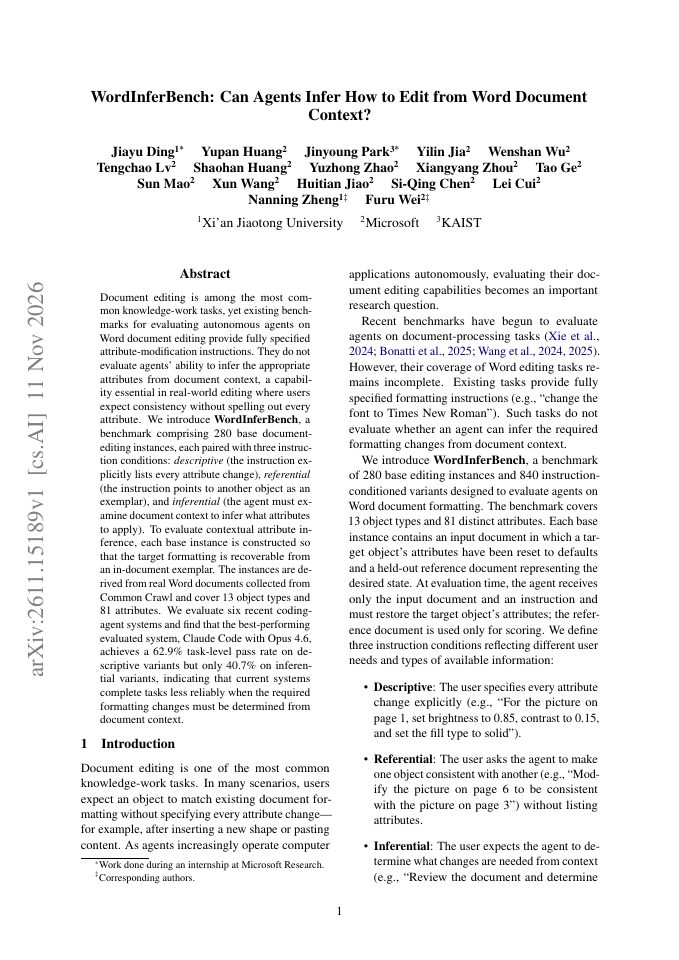 WordInferBench: Can Agents Infer How to Edit from Word Document
Context?
Jiayu Ding1* Yupan Huang2 Jinyoung Park3* Yilin Jia2 Wenshan Wu2
Tengchao Lv2 Shaohan Huang2 Yuzhong Zhao2 Xiangyang Zhou2 Tao Ge2
Sun Mao2 Xun Wang2 Huitian Jiao2 Si-Qing Chen2 Lei Cui2
Nanning Zheng1‡ Furu Wei2‡
1Xi'an Jiaotong University 2Microsoft 3KAIST
arXiv:2611.15189v1 [cs.AI] 11 Nov 2026
Abstract
Document editing is among the most com-
mon knowledge-work tasks, yet existing bench-
marks for evaluating autonomous agents on
Word document editing provide fully specified
attribute-modification instructions. They do not
evaluate agents' ability to infer the appropriate
attributes from document context, a capabil-
ity essential in real-world editing where users
expect consistency without spelling out every
attribute. We introduce WordInferBench, a
benchmark comprising 280 base document-
editing instances, each paired with three instruc-
tion conditions: descriptive (the instruction ex-
plicitly lists every attribute change), referential
(the instruction points to another object as an
exemplar), and inferential (the agent must ex-
amine document context to infer what attributes
to apply). To evaluate contextual attribute in-
ference, each base instance is constructed so
that the target formatting is recoverable from
an in-document exemplar. The instances are de-
rived from real Word documents collected from
Common Crawl and cover 13 object types and
81 attributes. We evaluate six recent coding-
agent systems and find that the best-performing
evaluated system, Claude Code with Opus 4.6,
achieves a 62.9% task-level pass rate on de-
scriptive variants but only 40.7% on inferen-
tial variants, indicating that current systems
complete tasks less reliably when the required
formatting changes must be determined from
document context.
1 Introduction
Document editing is one of the most common
knowledge-work tasks. In many scenarios, users
expect an object to match existing document for-
matting without specifying every attribute change—
for example, after inserting a new shape or pasting
content. As agents increasingly operate computer
*Work done during an internship at Microsoft Research.
‡Corresponding authors.
applications autonomously, evaluating their doc-
ument editing capabilities becomes an important
research question.
Recent benchmarks have begun to evaluate
agents on document-processing tasks (Xie et al.,
2024; Bonatti et al., 2025; Wang et al., 2024, 2025).
However, their coverage of Word editing tasks re-
mains incomplete. Existing tasks provide fully
specified formatting instructions (e.g., “change the
font to Times New Roman”). Such tasks do not
evaluate whether an agent can infer the required
formatting changes from document context.
We introduce WordInferBench, a benchmark
of 280 base editing instances and 840 instruction-
conditioned variants designed to evaluate agents on
Word document formatting. The benchmark covers
13 object types and 81 distinct attributes. Each base
instance contains an input document in which a tar-
get object's attributes have been reset to defaults
and a held-out reference document representing the
desired state. At evaluation time, the agent receives
only the input document and an instruction and
must restore the target object's attributes; the refer-
ence document is used only for scoring. We define
three instruction conditions reflecting different user
needs and types of available information:
• Descriptive: The user specifies every attribute
change explicitly (e.g., “For the picture on
page 1, set brightness to 0.85, contrast to 0.15,
and set the fill type to solid”).
• Referential: The user asks the agent to make
one object consistent with another (e.g., “Mod-
ify the picture on page 6 to be consistent
with the picture on page 3”) without listing
attributes.
• Inferential: The user expects the agent to de-
termine what changes are needed from context
(e.g., “Review the document and determine
1